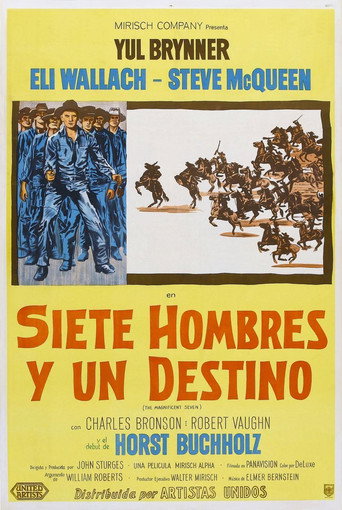 MIRISCH COMPANY Presenta
YUL BRYNNER
ELI WALLACH - STEVE McQUEEN
en
SIETE HOMBRES
Y UN DESTINO
(THE MAGNIFICENT SEVEN)
con CHARLES BRONSON : ROBERT VAUGHN
y el debut de HORST BUCHHOLZ
Dirigida y Producida por JOHN STURGES · UNA PELICULA MIRISCH ALPHA · Filmada en PANAVISION Color por DeLuxe
Argumento de WILLIAM ROBERTS Productor Ejecutivo WALTER MIRISCH · Música de ELMER BERNSTEIN
UNITED ARTISTS
Distribuida por ARTISTAS UNIDOS